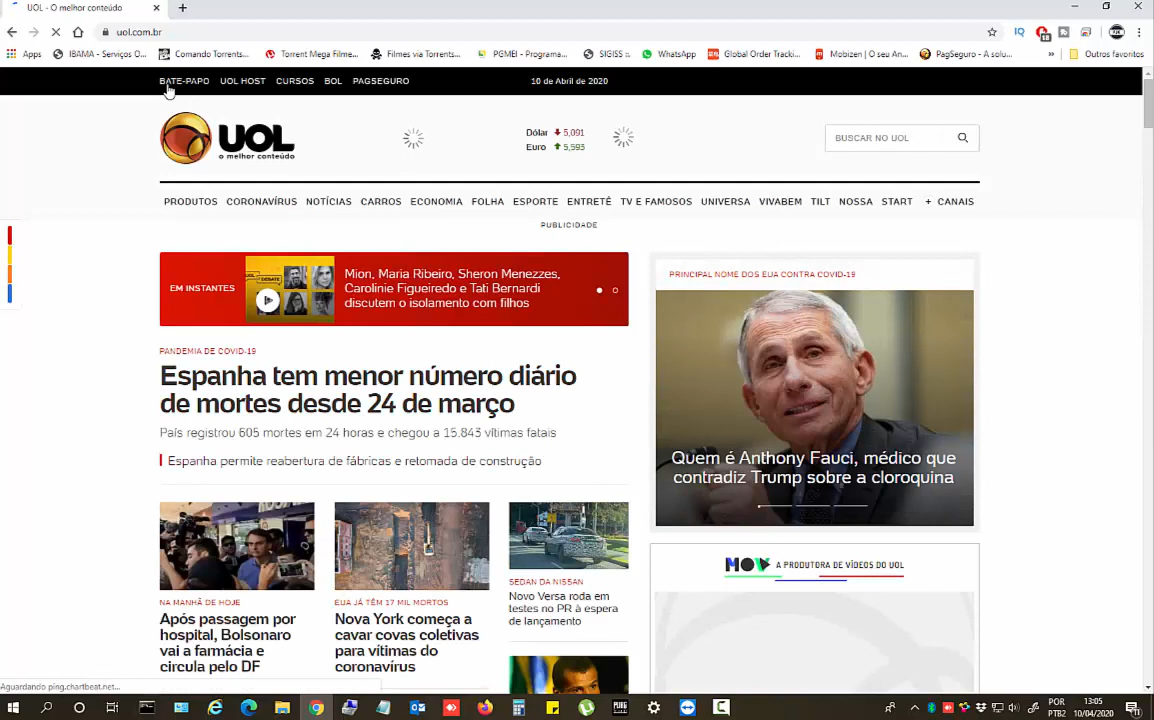 UOL - O melhor conteúdo
uol.com.br
Apps
IBAMA - Serviços O...
Comando Torrents...
Torrent Mega Filme...
Filmes via Torrents...
PGMEI - Programa...
SIGISS - ...
WhatsApp
Global Order Tracki...
Mobizen | O seu An...
PagSeguro - A solu...
»
Outros favoritos
BATE-PAPO UOL HOST CURSOS BOL PAGSEGURO
10 de Abril de 2020
UOL
o melhor conteúdo
Dólar 5,091
Euro 5,593
BUSCAR NO UOL
PRODUTOS CORONAVÍRUS NOTÍCIAS CARROS ECONOMIA FOLHA ESPORTE ENTRETÊ TV E FAMOSOS UNIVERSA VIVABEM TILT NOSSA START + CANAIS
PUBLICIDADE
EM INSTANTES
Mion, Maria Ribeiro, Sheron Menezzes,
Carolinie Figueiredo e Tati Bernardi
discutem o isolamento com filhos
PANDEMIA DE COVID-19
Espanha tem menor número diário
de mortes desde 24 de março
País registrou 605 mortes em 24 horas e chegou a 15.843 vítimas fatais
Espanha permite reabertura de fábricas e retomada de construção
PRINCIPAL NOME DOS EUA CONTRA COVID-19
Quem é Anthony Fauci, médico que
contradiz Trump sobre a cloroquina
MOV A PRODUTORA DE VÍDEOS DO UOL
NA MANHÃ DE HOJE
Após passagem por
hospital, Bolsonaro
vai a farmácia e
circula pelo DF
EUA JÁ TÊM 17 MIL MORTOS
Nova York começa a
cavar covas coletivas
para vítimas do
coronavírus
SEDAN DA NISSAN
Novo Versa roda em
testes no PR à espera
de lançamento
Aguardando ping.chartbeat.net...
POR
PTB2
13:05
10/04/2020